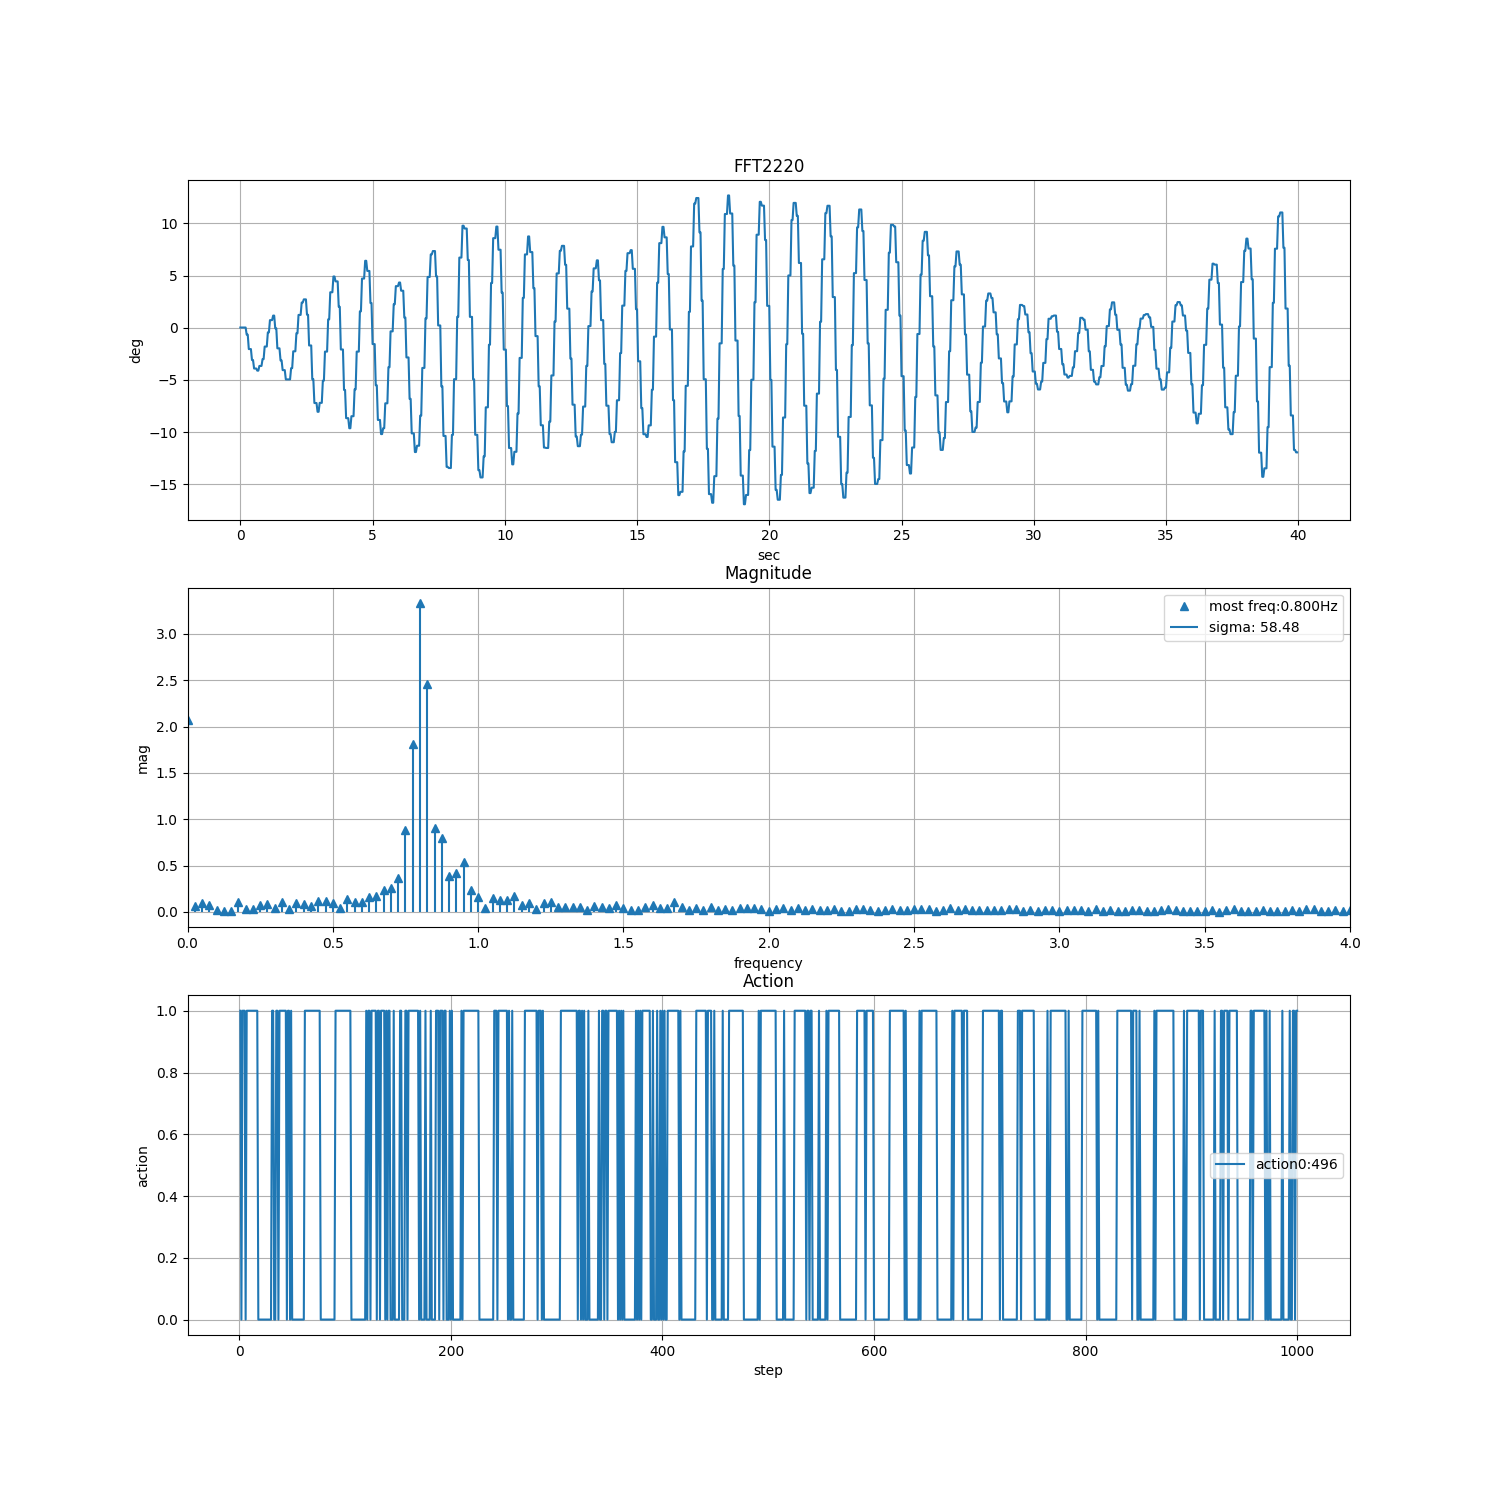 FFT2220
10
5
0
−5
−10
−15
deg
0 5 10 15 20 25 30 35 40
sec
Magnitude
most freq:0.800Hz
sigma: 58.48
3.0
2.5
2.0
1.5
1.0
0.5
0.0
mag
0.0 0.5 1.0 1.5 2.0 2.5 3.0 3.5 4.0
frequency
Action
1.0
0.8
0.6
0.4
0.2
0.0
action
action0:496
0 200 400 600 800 1000
step